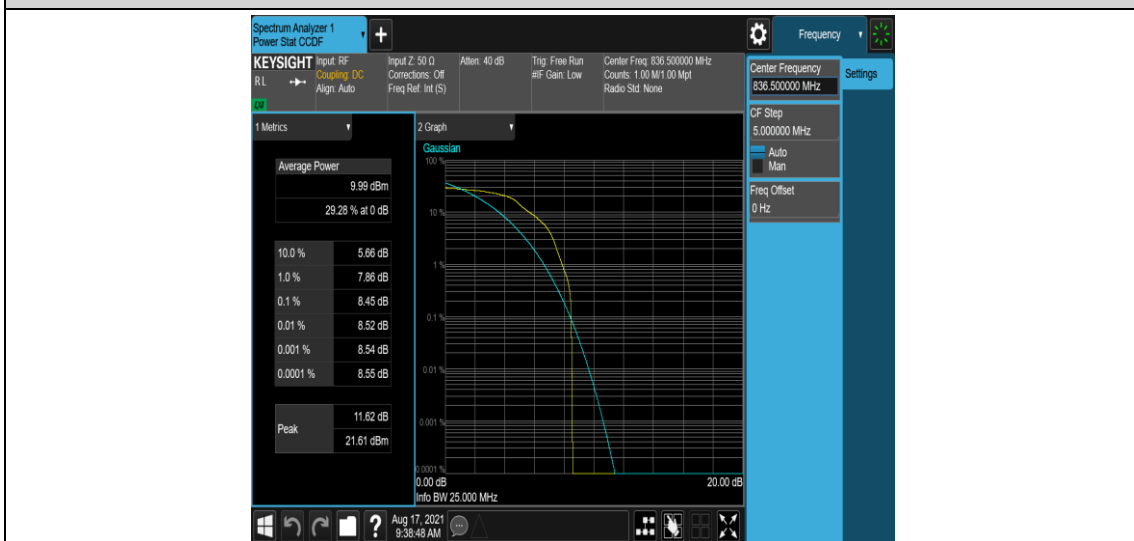 Spectrum Analyzer 1
Power Stat CCDF
Frequency
KEYSIGHT
RL
LXI
Input: RF
Coupling: DC
Align: Auto
Input Z: 50 Ω
Corrections: Off
Freq Ref: Int (S)
Atten: 40 dB
Trig: Free Run
#IF Gain: Low
Center Freq: 836.500000 MHz
Counts: 1.00 M/1.00 Mpt
Radio Std: None
Center Frequency
836.500000 MHz
Settings
CF Step
5.000000 MHz
Auto
Man
Freq Offset
0 Hz
1 Metrics
Average Power
9.99 dBm
29.28 % at 0 dB
10.0 % 5.66 dB
1.0 % 7.86 dB
0.1 % 8.45 dB
0.01 % 8.52 dB
0.001 % 8.54 dB
0.0001 % 8.55 dB
Peak
11.62 dB
21.61 dBm
2 Graph
Gaussian
100 %
10 %
1 %
0.1 %
0.01 %
0.001 %
0.0001 %
0.00 dB 20.00 dB
Info BW 25.000 MHz
Aug 17, 2021
9:38:48 AM